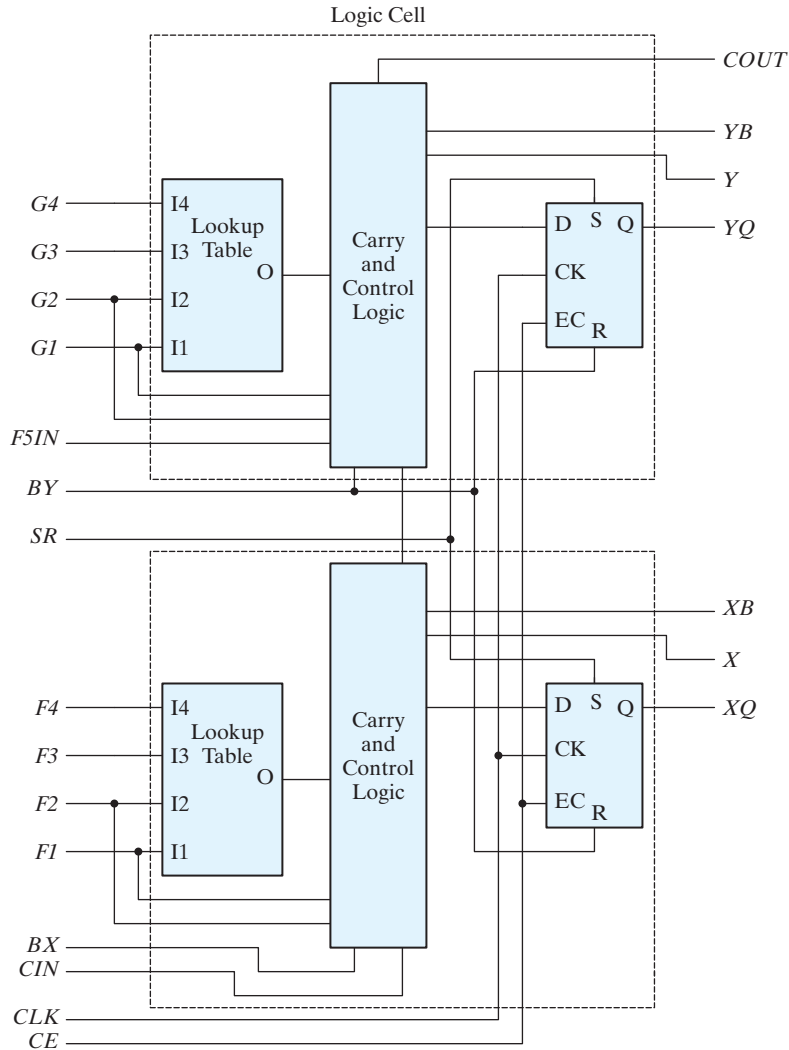 Logic Cell
COUT
YB
Y
YQ
G4
G3
G2
G1
F5IN
BY
SR
I4
I3
I2
I1
Lookup
Table
O
Carry
and
Control
Logic
D
S
Q
CK
EC
R
XB
X
XQ
F4
F3
F2
F1
BX
CIN
CLK
CE
I4
I3
I2
I1
Lookup
Table
O
Carry
and
Control
Logic
D
S
Q
CK
EC
R